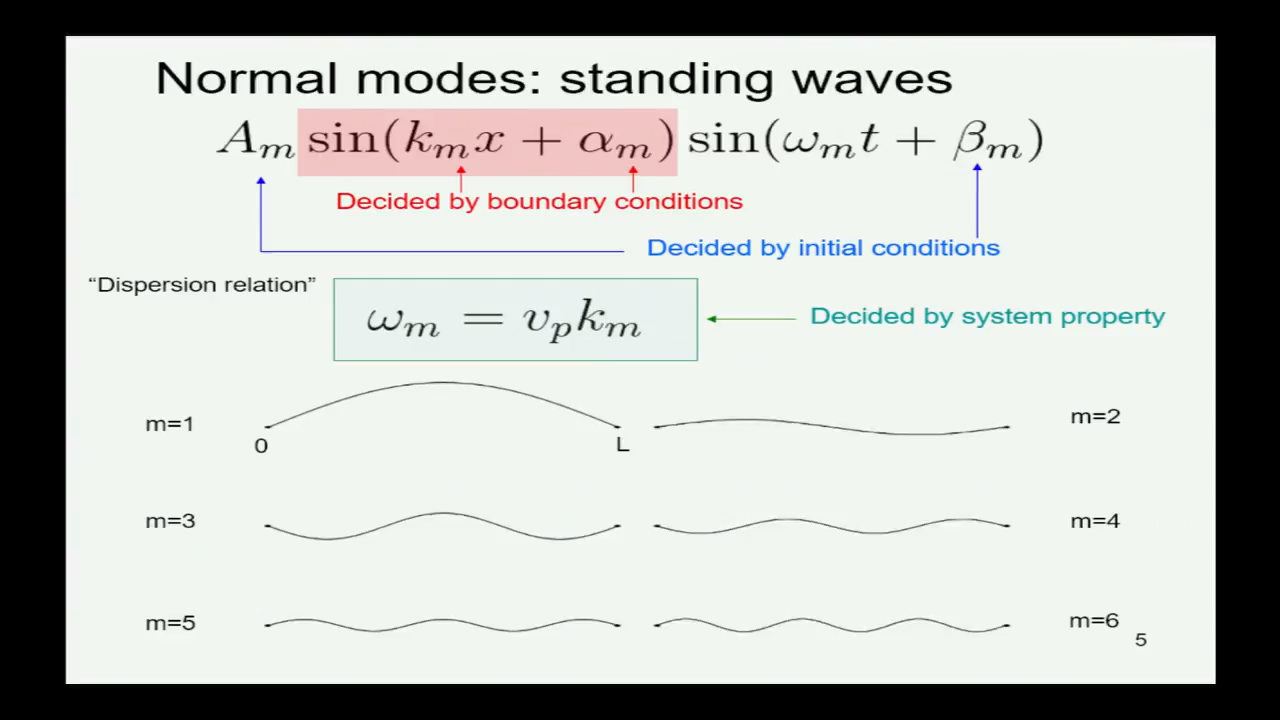 Normal modes: standing waves
A_m sin(k_m x + α_m) sin(ω_m t + β_m)
Decided by boundary conditions
Decided by initial conditions
“Dispersion relation”
ω_m = v_p k_m
Decided by system property
m=1
0
L
m=2
m=3
m=4
m=5
m=6
5